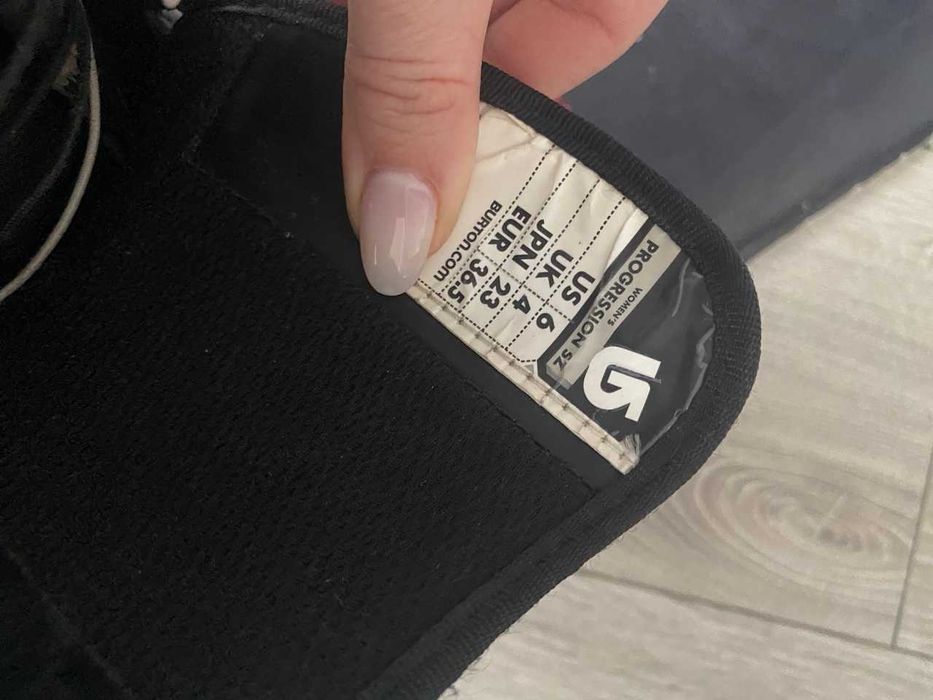 WOMEN'S
PROGRESSION SZ
US 6
UK 4
JPN 23
EUR 36.5
BURTON.COM